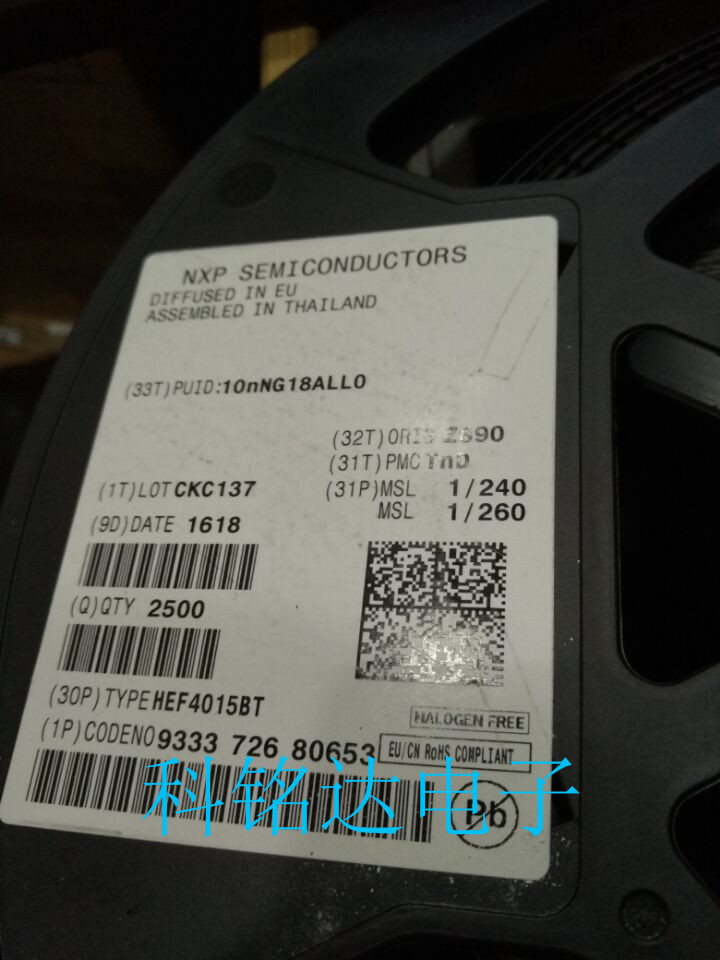 NXP SEMICONDUCTORS
DIFFUSED IN EU
ASSEMBLED IN THAILAND
(33T)PUID:10nNG18ALL0
(32T)ORIG
(31T)PMC YnD
(1T)LOT CKC137
(31P)MSL 1/240
(9D)DATE 1618
MSL 1/260
(Q)QTY 2500
(30P)TYPE HEF4015BT
HALOGEN FREE
(1P)CODENO 9333 726 80653
EU/CN RoHS COMPLIANT
科铭达电子
Pb